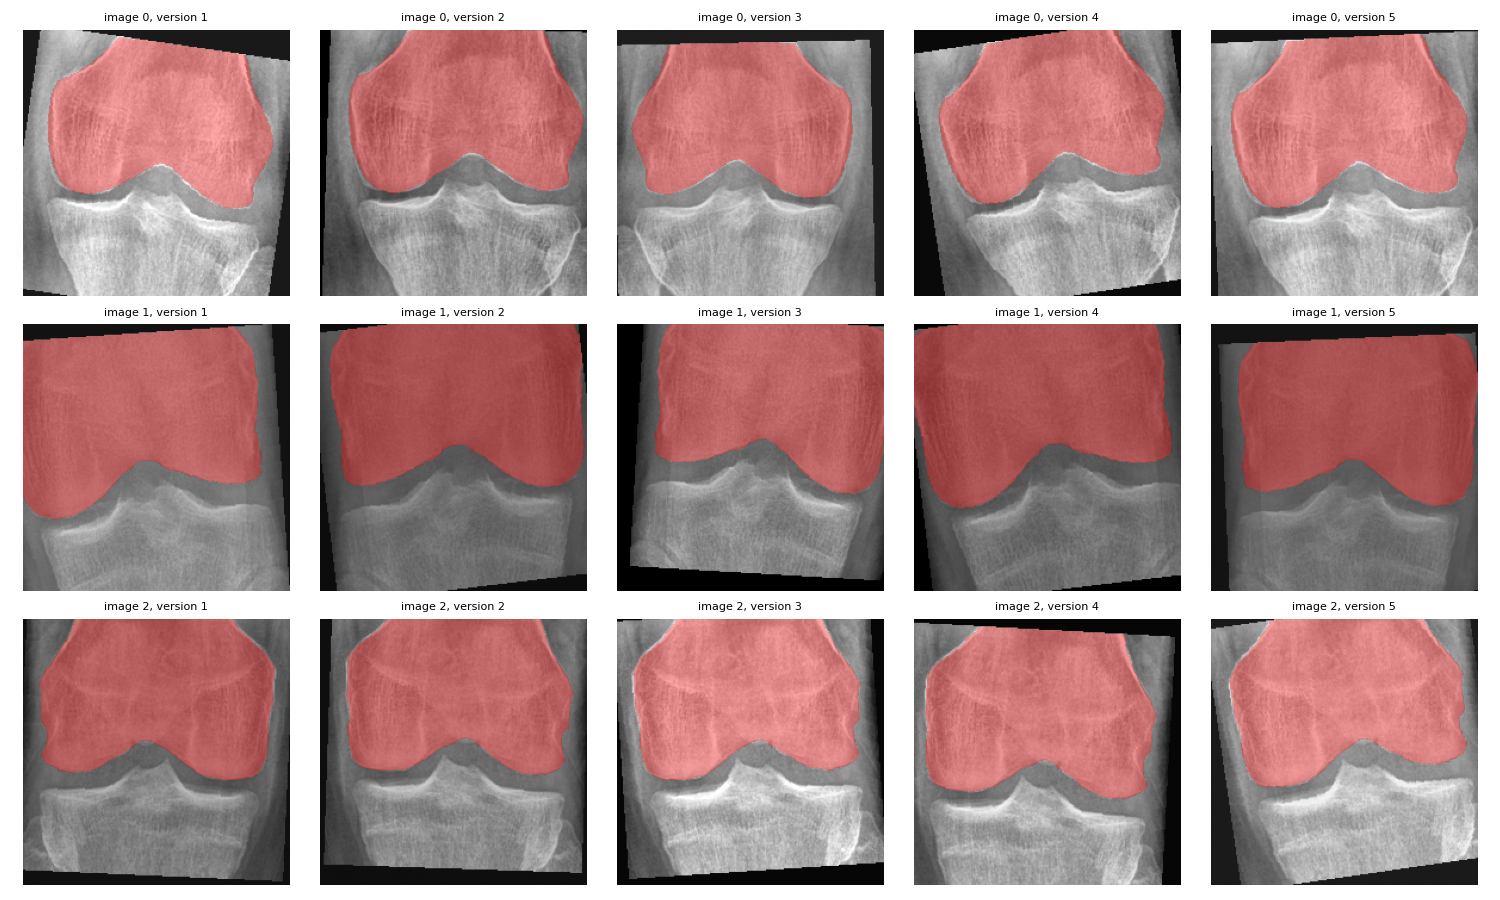 image 0, version 1
image 0, version 2
image 0, version 3
image 0, version 4
image 0, version 5
image 1, version 1
image 1, version 2
image 1, version 3
image 1, version 4
image 1, version 5
image 2, version 1
image 2, version 2
image 2, version 3
image 2, version 4
image 2, version 5